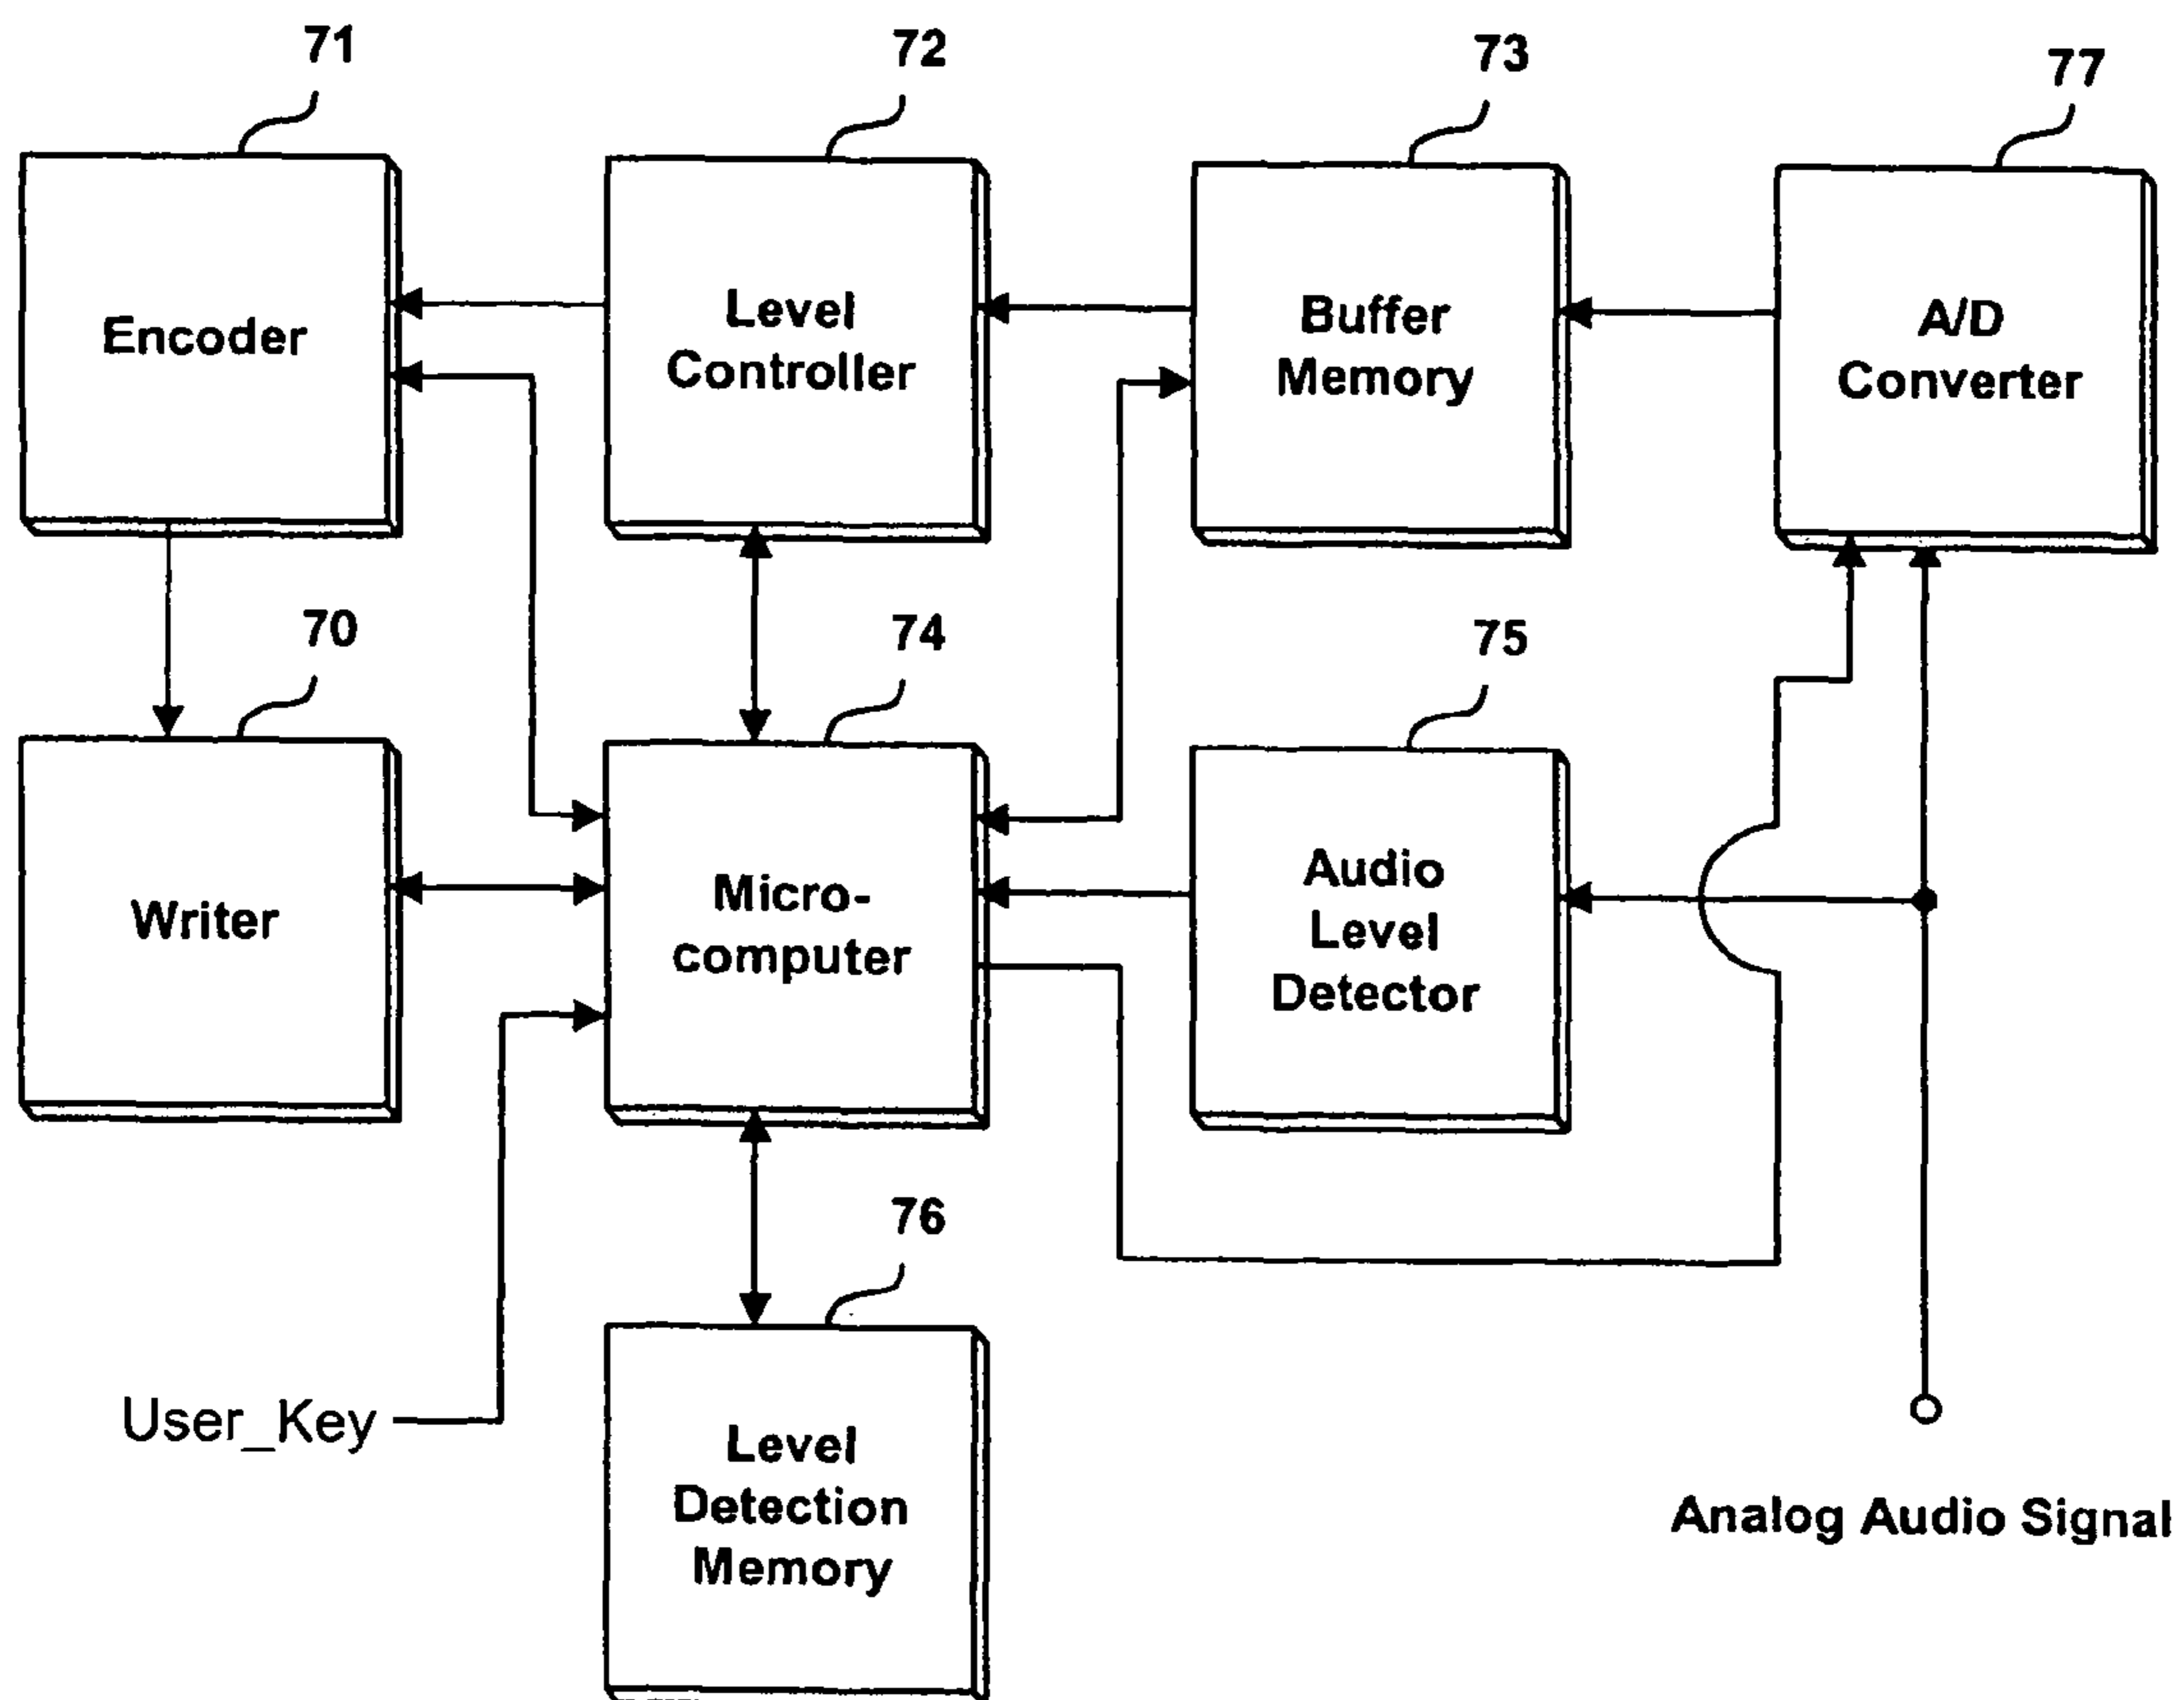 71
72
73
77
Encoder
Level
Controller
Buffer
Memory
A/D
Converter
70
74
75
Writer
Micro-
computer
Audio
Level
Detector
76
User_Key
Level
Detection
Memory
Analog Audio Signal